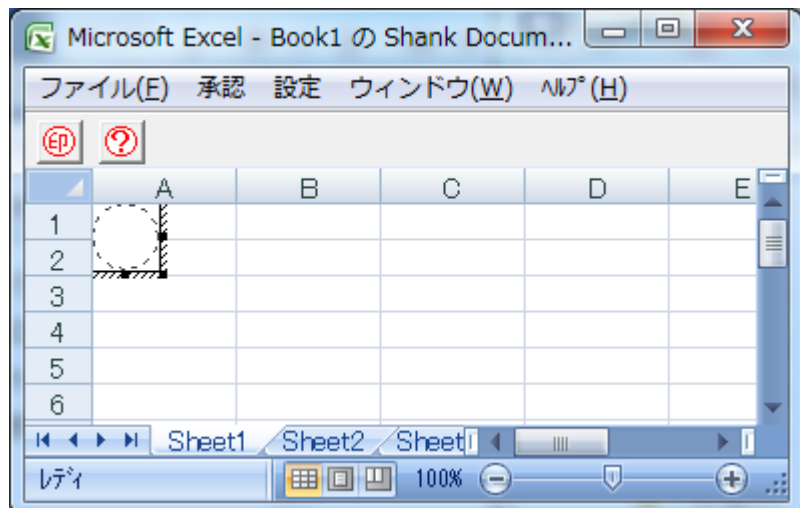 Microsoft Excel - Book1 の Shank Docum...
ファイル(F) 承認 設定 ウィンドウ(W) ﾍﾙﾌﾟ(H)
印 ?
A B C D E
1
2
3
4
5
6
Sheet1 Sheet2 Sheet
ﾚﾃﾞｨ 100%